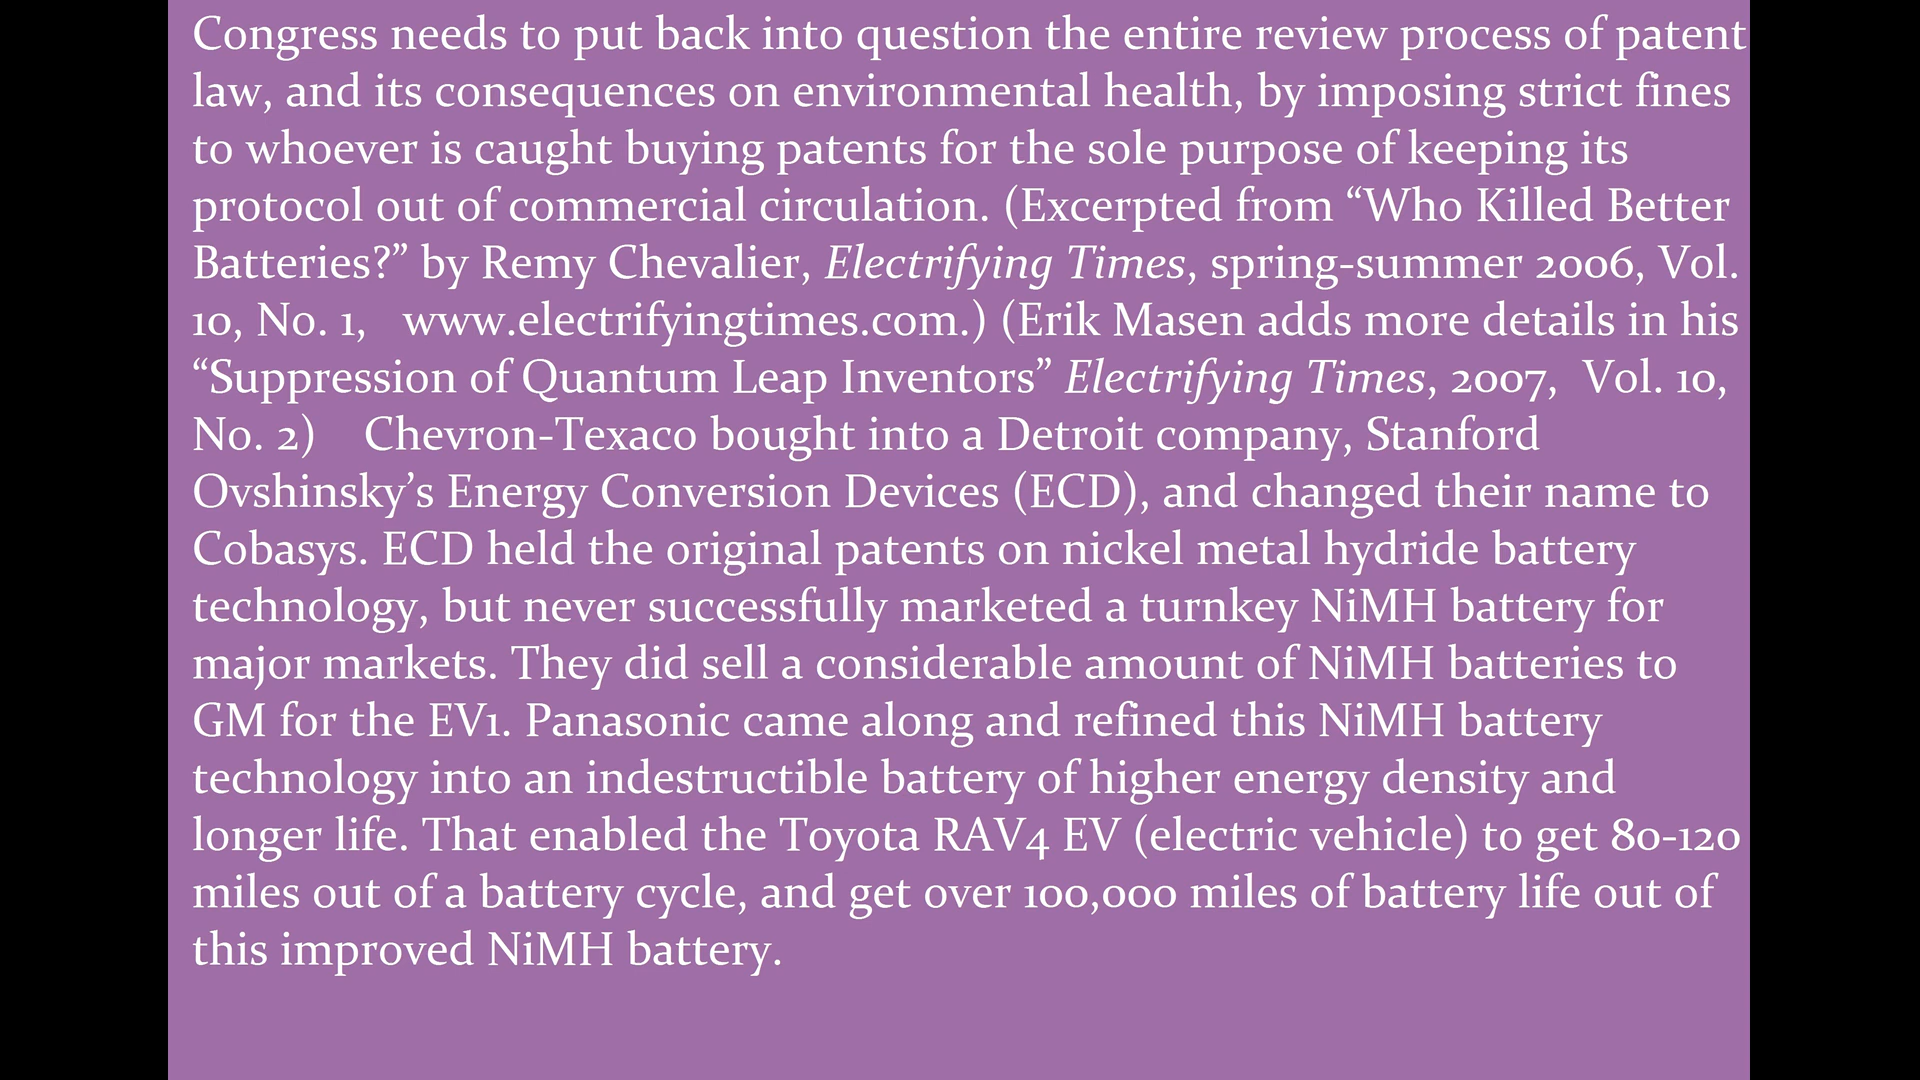 Congress needs to put back into question the entire review process of patent
law, and its consequences on environmental health, by imposing strict fines
to whoever is caught buying patents for the sole purpose of keeping its
protocol out of commercial circulation. (Excerpted from “Who Killed Better
Batteries?” by Remy Chevalier, Electrifying Times, spring-summer 2006, Vol.
10, No. 1,   www.electrifyingtimes.com.) (Erik Masen adds more details in his
“Suppression of Quantum Leap Inventors” Electrifying Times, 2007,  Vol. 10,
No. 2)    Chevron-Texaco bought into a Detroit company, Stanford
Ovshinsky’s Energy Conversion Devices (ECD), and changed their name to
Cobasys. ECD held the original patents on nickel metal hydride battery
technology, but never successfully marketed a turnkey NiMH battery for
major markets. They did sell a considerable amount of NiMH batteries to
GM for the EV1. Panasonic came along and refined this NiMH battery
technology into an indestructible battery of higher energy density and
longer life. That enabled the Toyota RAV4 EV (electric vehicle) to get 80-120
miles out of a battery cycle, and get over 100,000 miles of battery life out of
this improved NiMH battery.